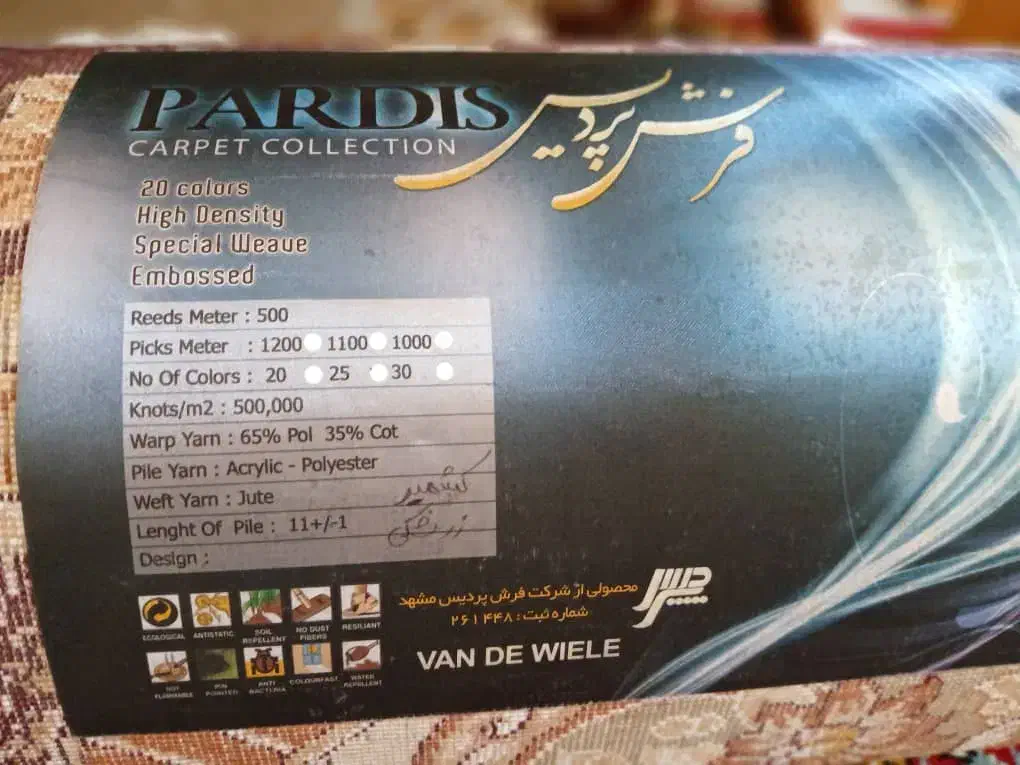 PARDIS
CARPET COLLECTION
فرش پردیس
20 colors
High Density
Special Weave
Embossed
Reeds Meter : 500
Picks Meter : 1200 1100 1000
No Of Colors : 20 25 30
Knots/m2 : 500,000
Warp Yarn : 65% Pol 35% Cot
Pile Yarn : Acrylic - Polyester
Weft Yarn : Jute
Lenght Of Pile : 11+/-1
Design :
کشمیر
زرشکی
ECOLOGICAL
ANTISTATIC
SOIL REPELLENT
NO DUST FIBERS
RESILIANT
NOT FLAMMABLE
PIN POINTED
ANTI BACTERIA
COLOURFAST
WATER REPELLENT
محصولی از شرکت فرش پردیس مشهد
شماره ثبت : ۲۶۱۴۴۸
VAN DE WIELE